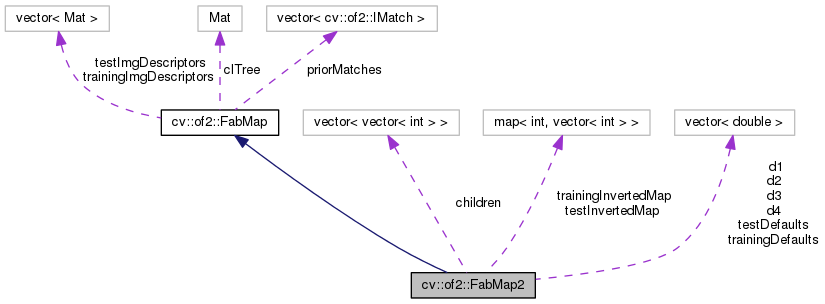 vector< Mat >
Mat
vector< cv::of2::IMatch >
testImgDescriptors
trainingImgDescriptors
clTree
priorMatches
cv::of2::FabMap
vector< vector< int > >
map< int, vector< int > >
vector< double >
children
trainingInvertedMap
testInvertedMap
d1
d2
d3
d4
testDefaults
trainingDefaults
cv::of2::FabMap2